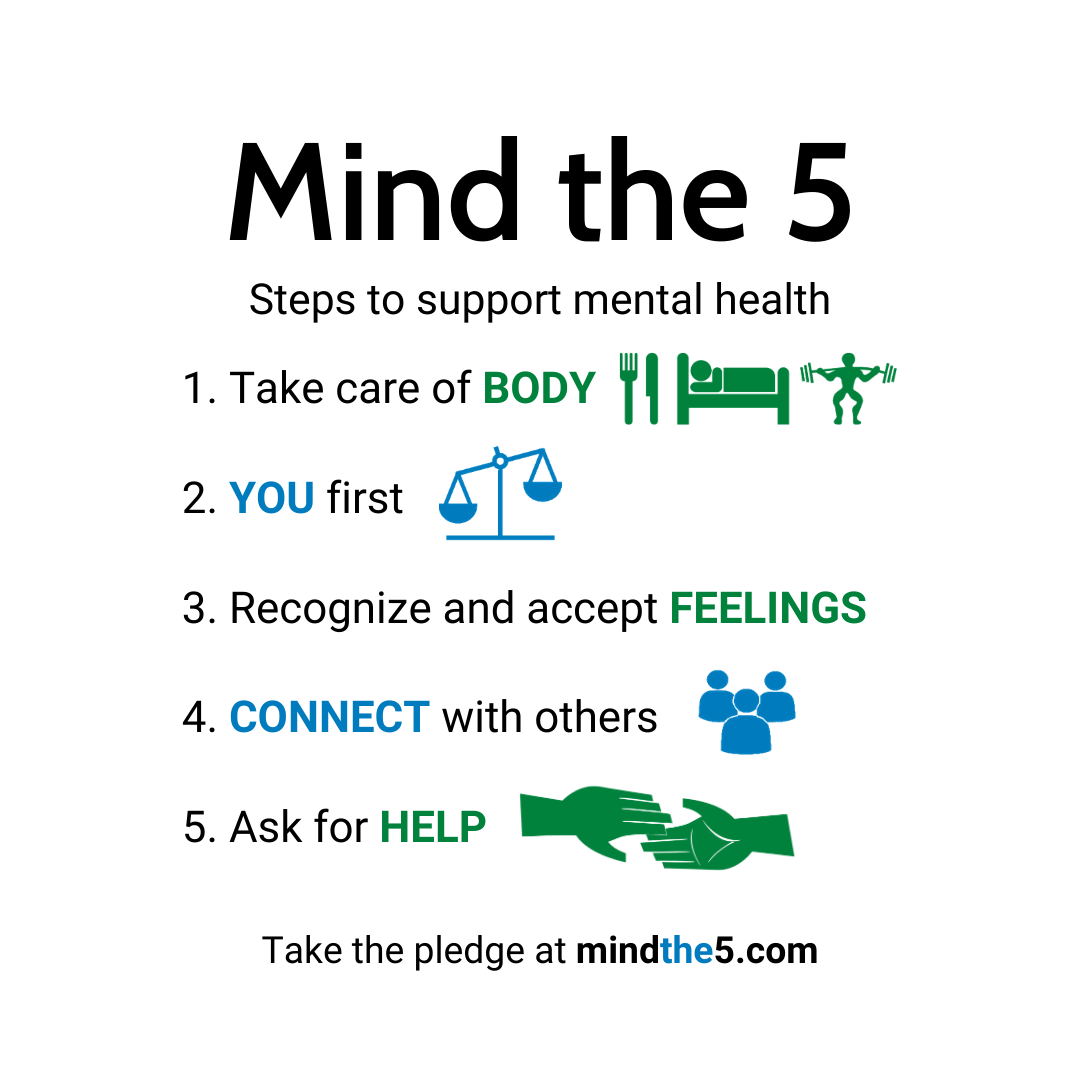 Mind the 5
Steps to support mental health
1. Take care of BODY
2. YOU first
3. Recognize and accept FEELINGS
4. CONNECT with others
5. Ask for HELP
Take the pledge at mindthe5.com